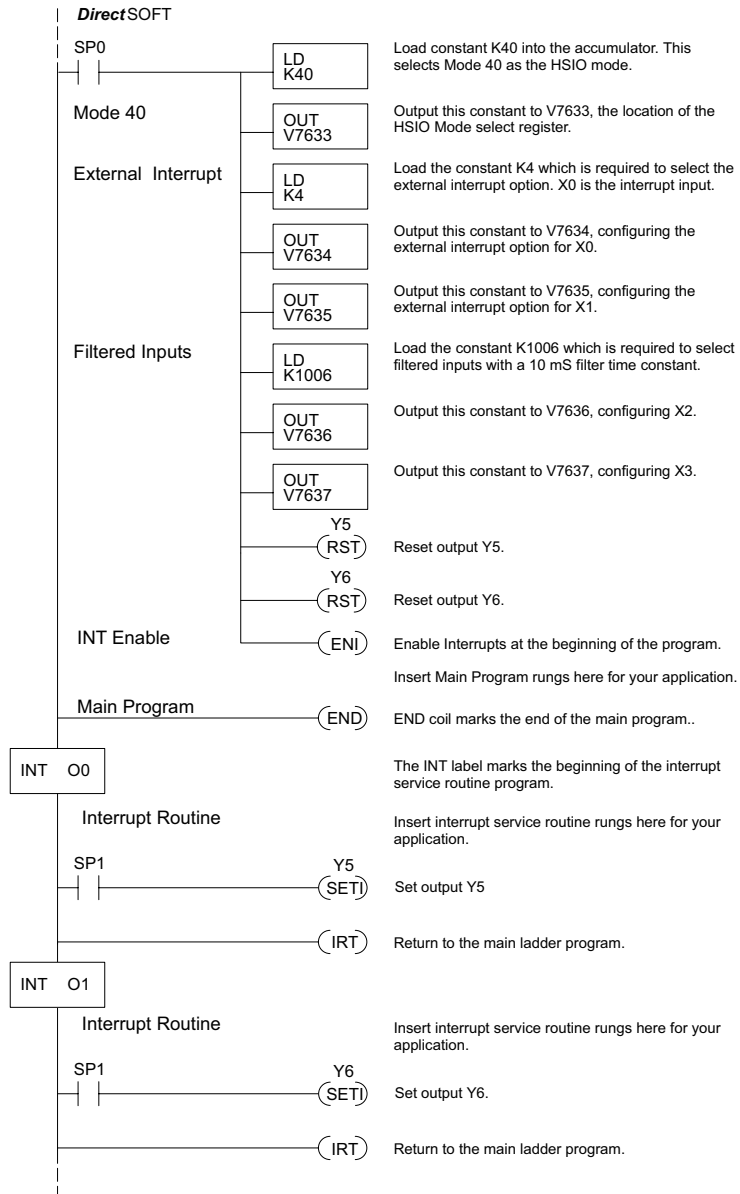 DirectSOFT
SP0
LD
K40
Load constant K40 into the accumulator. This
selects Mode 40 as the HSIO mode.
Mode 40
OUT
V7633
Output this constant to V7633, the location of the
HSIO Mode select register.
External Interrupt
LD
K4
Load the constant K4 which is required to select the
external interrupt option. X0 is the interrupt input.
OUT
V7634
Output this constant to V7634, configuring the
external interrupt option for X0.
OUT
V7635
Output this constant to V7635, configuring the
external interrupt option for X1.
Filtered Inputs
LD
K1006
Load the constant K1006 which is required to select
filtered inputs with a 10 mS filter time constant.
OUT
V7636
Output this constant to V7636, configuring X2.
OUT
V7637
Output this constant to V7637, configuring X3.
Y5
RST
Reset output Y5.
Y6
RST
Reset output Y6.
INT Enable
ENI
Enable Interrupts at the beginning of the program.
Insert Main Program rungs here for your application.
Main Program
END
END coil marks the end of the main program..
INT O0
The INT label marks the beginning of the interrupt
service routine program.
Interrupt Routine
Insert interrupt service routine rungs here for your
application.
SP1
Y5
SETI
Set output Y5
IRT
Return to the main ladder program.
INT O1
Interrupt Routine
Insert interrupt service routine rungs here for your
application.
SP1
Y6
SETI
Set output Y6.
IRT
Return to the main ladder program.